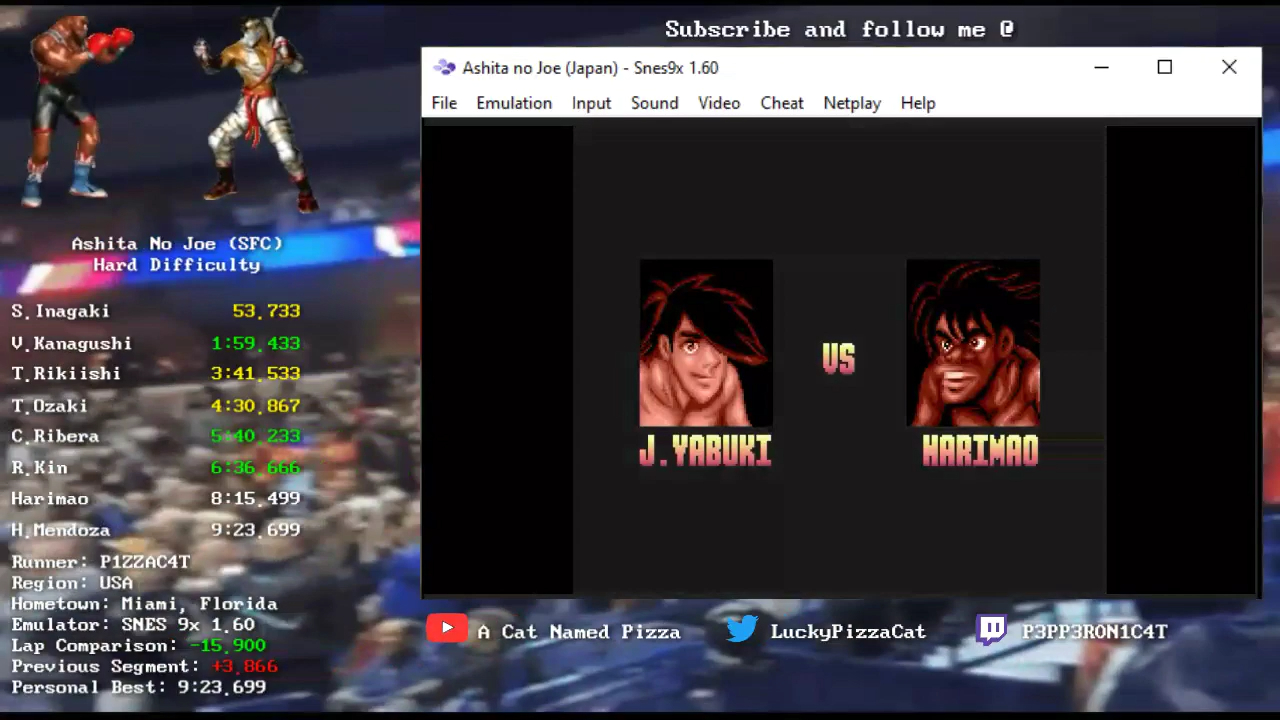 Subscribe and follow me @
Ashita no Joe (Japan) - Snes9x 1.60
File Emulation Input Sound Video Cheat Netplay Help
Ashita No Joe (SFC)
Hard Difficulty
S.Inagaki 53.733
V.Kanagushi 1:59.433
T.Rikiishi 3:41.533
T.Ozaki 4:30.867
C.Ribera 5:40.233
R.Kin 6:36.666
Harimao 8:15.499
H.Mendoza 9:23.699
VS
J.YABUKI HARIMAO
Runner: P1ZZAC4T
Region: USA
Hometown: Miami, Florida
Emulator: SNES 9x 1.60
Lap Comparison: -15.900
Previous Segment: +3.866
Personal Best: 9:23.699
A Cat Named Pizza LuckyPizzaCat P3PP3R0N1C4T